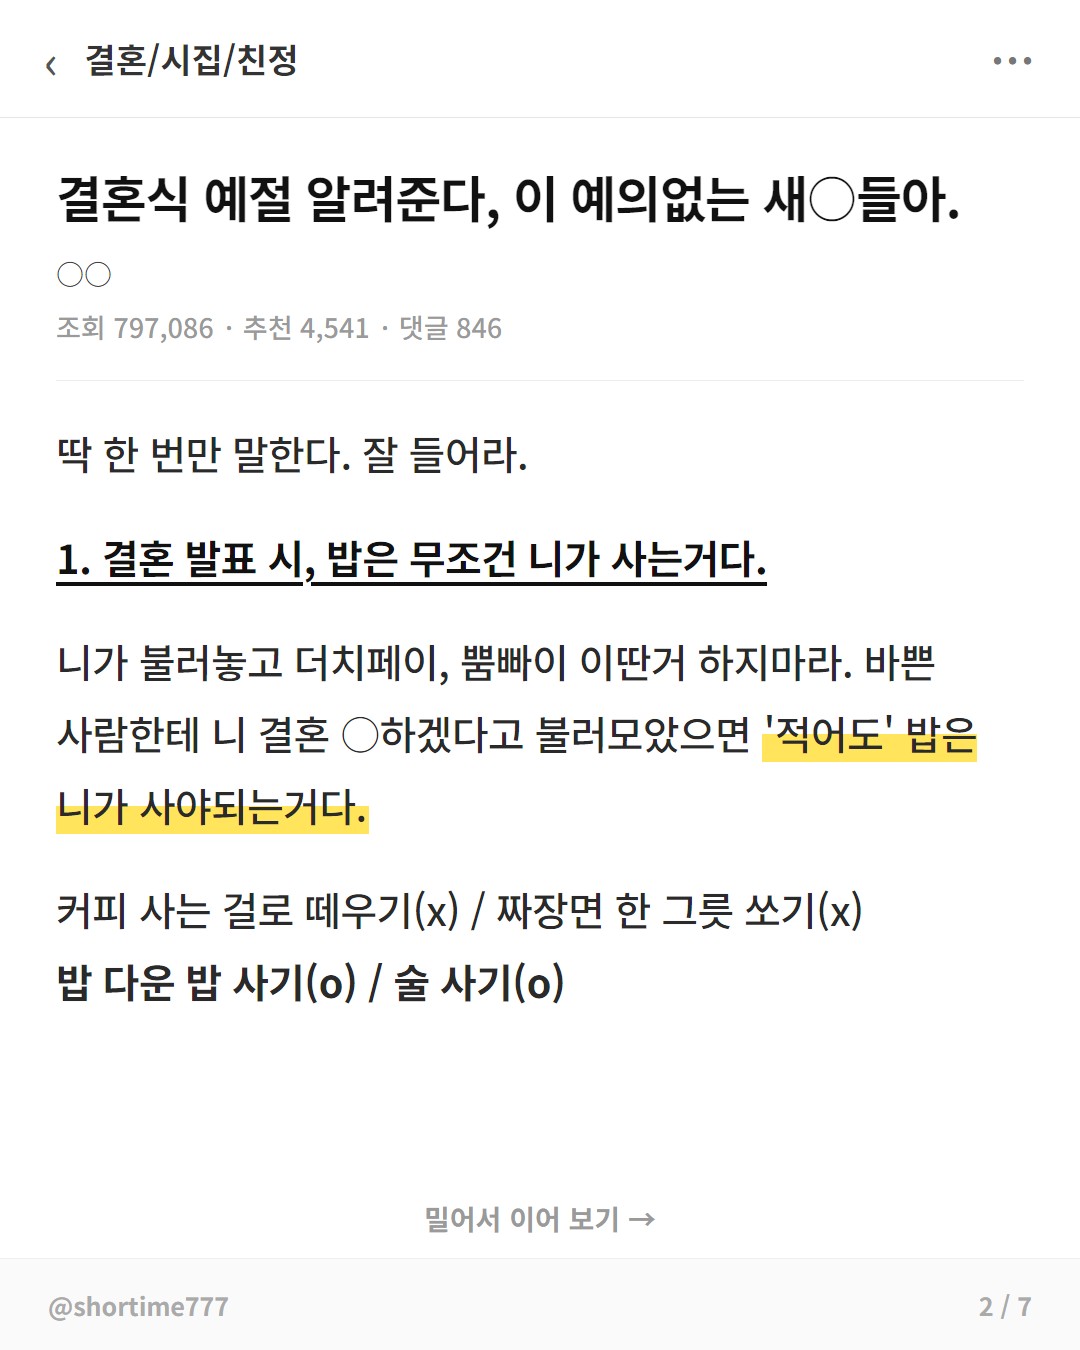 ‹ 결혼/시집/친정 •••
결혼식 예절 알려준다, 이 예의없는 새◯들아.
◯◯
조회 797,086 · 추천 4,541 · 댓글 846
딱 한 번만 말한다. 잘 들어라.
1. 결혼 발표 시, 밥은 무조건 니가 사는거다.
니가 불러놓고 더치페이, 뿜빠이 이딴거 하지마라. 바쁜
사람한테 니 결혼 ◯하겠다고 불러모았으면 '적어도' 밥은
니가 사야되는거다.
커피 사는 걸로 떼우기(x) / 짜장면 한 그릇 쏘기(x)
밥 다운 밥 사기(o) / 술 사기(o)
밀어서 이어 보기 →
@shortime777 2 / 7